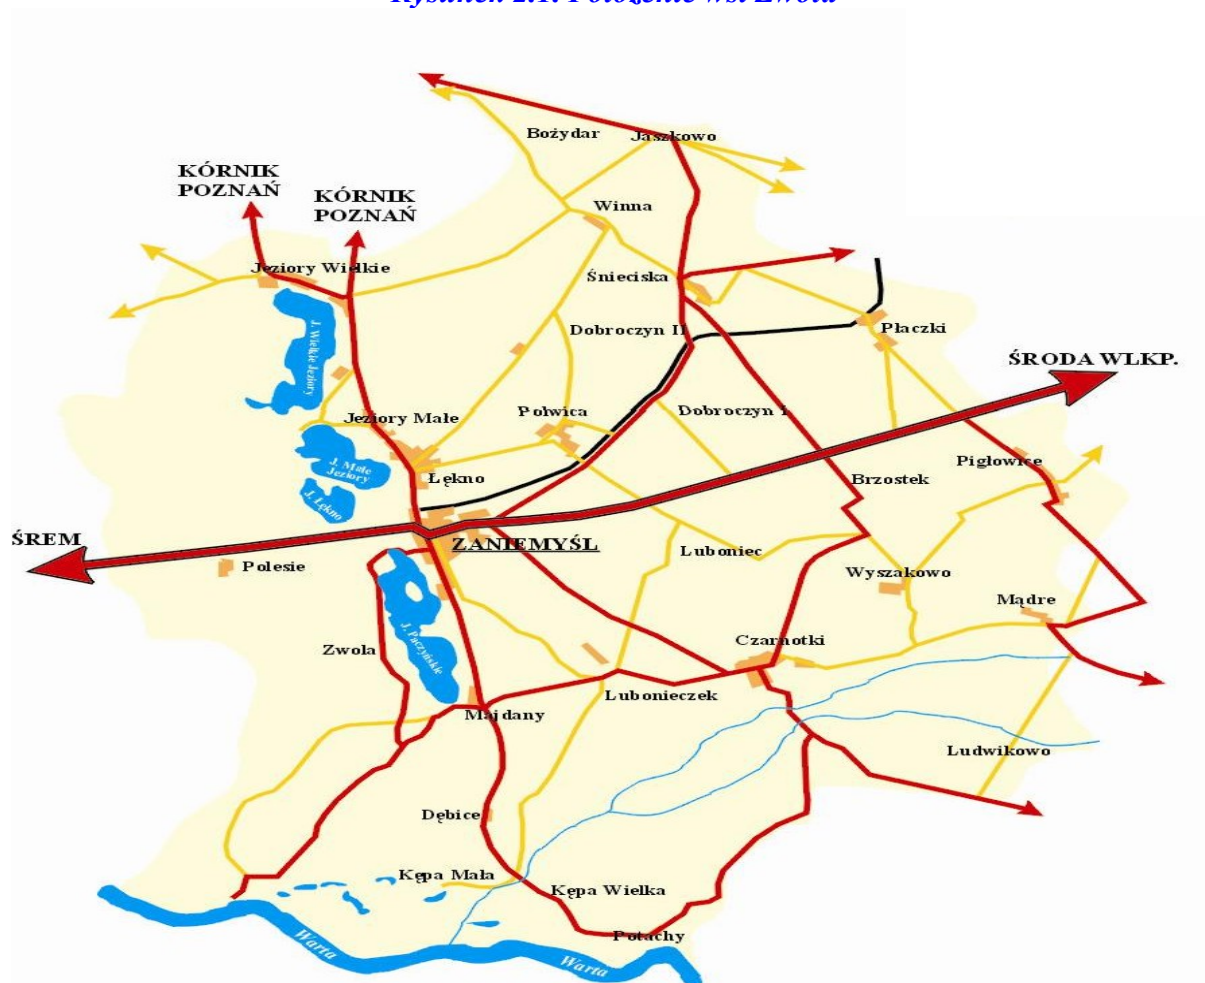 Rysunek 2.1. Położenie wsi Zwola
Bożydar
Jaszkowo
KÓRNIK
POZNAŃ
KÓRNIK
POZNAŃ
Winna
Jeziory Wielkie
Śnieciska
J. Wielkie Jeziory
Dobroczyn II
Płaczki
ŚRODA WLKP.
Jeziory Małe
Polwica
Dobroczyn I
J. Małe
Jeziory
Łękno
Pigłowice
Brzostek
J. Łękno
ŚREM
ZANIEMYŚL
Luboniec
Polesie
Wyszakowo
Mądre
J. Raczyńskie
Zwola
Czarnotki
Lubonieczek
Majdany
Ludwikowo
Dębice
Kępa Mała
Kępa Wielka
Potachy
Warta
Warta